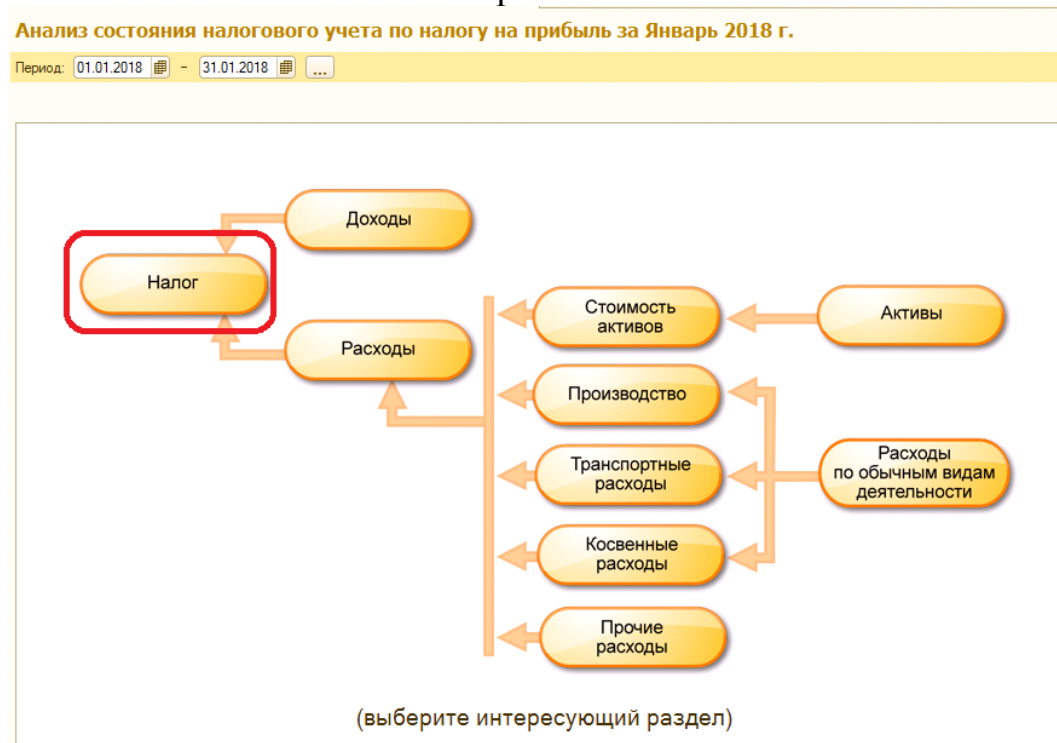 Анализ состояния налогового учета по налогу на прибыль за Январь 2018 г.
Период: 01.01.2018 – 31.01.2018 ...
Доходы
Налог
Расходы
Стоимость
активов
Активы
Производство
Транспортные
расходы
Расходы
по обычным видам
деятельности
Косвенные
расходы
Прочие
расходы
(выберите интересующий раздел)